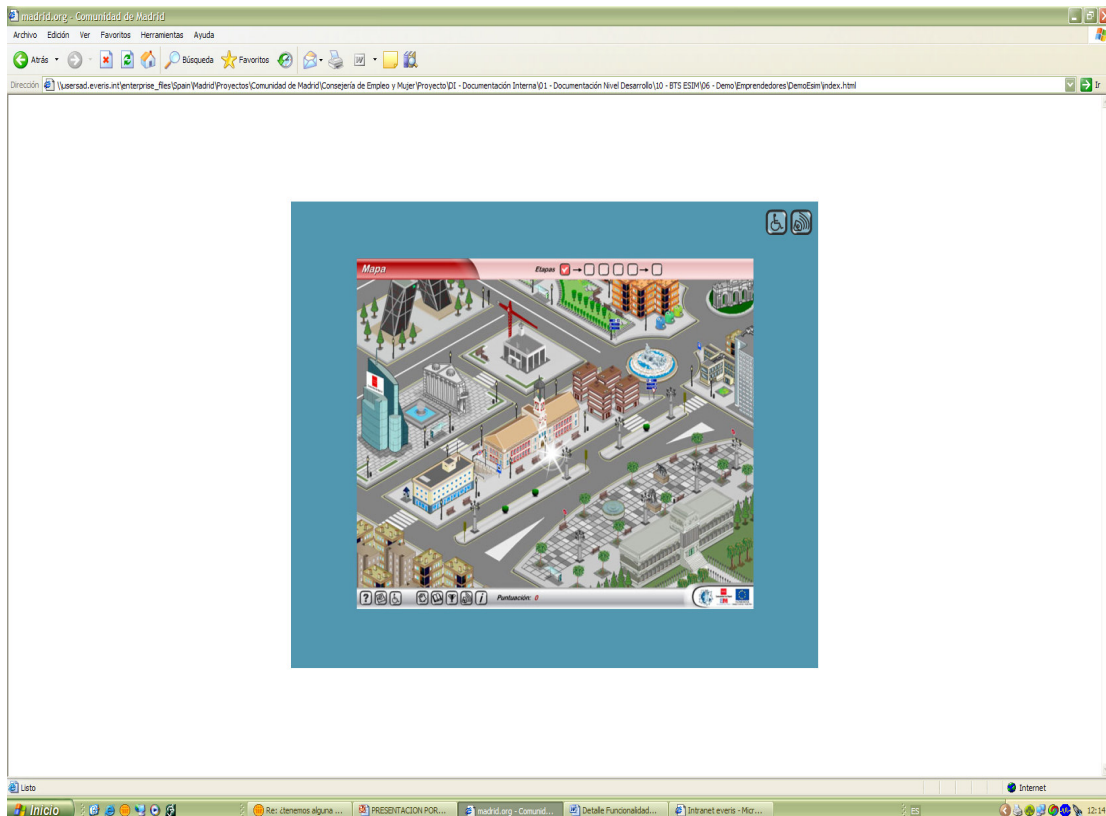 madrid.org - Comunidad de Madrid
Archivo Edición Ver Favoritos Herramientas Ayuda
Atrás Búsqueda Favoritos
Dirección \\usersad.everis.int\enterprise_files\Spain\Madrid\Proyectos\Comunidad de Madrid\Consejería de Empleo y Mujer\Proyecto\DI - Documentación Interna\01 - Documentación Nivel Desarrollo\10 - BTS ESIM\06 - Demo\Emprendedores\DemoEsim\index.html Ir
Mapa Etapas
Puntuación: 0
Listo Internet
Inicio Re: ¿tenemos alguna ... PRESENTACION POR... madrid.org - Comunid... Detalle Funcionalidad... Intranet everis - Micr... ES 12:14